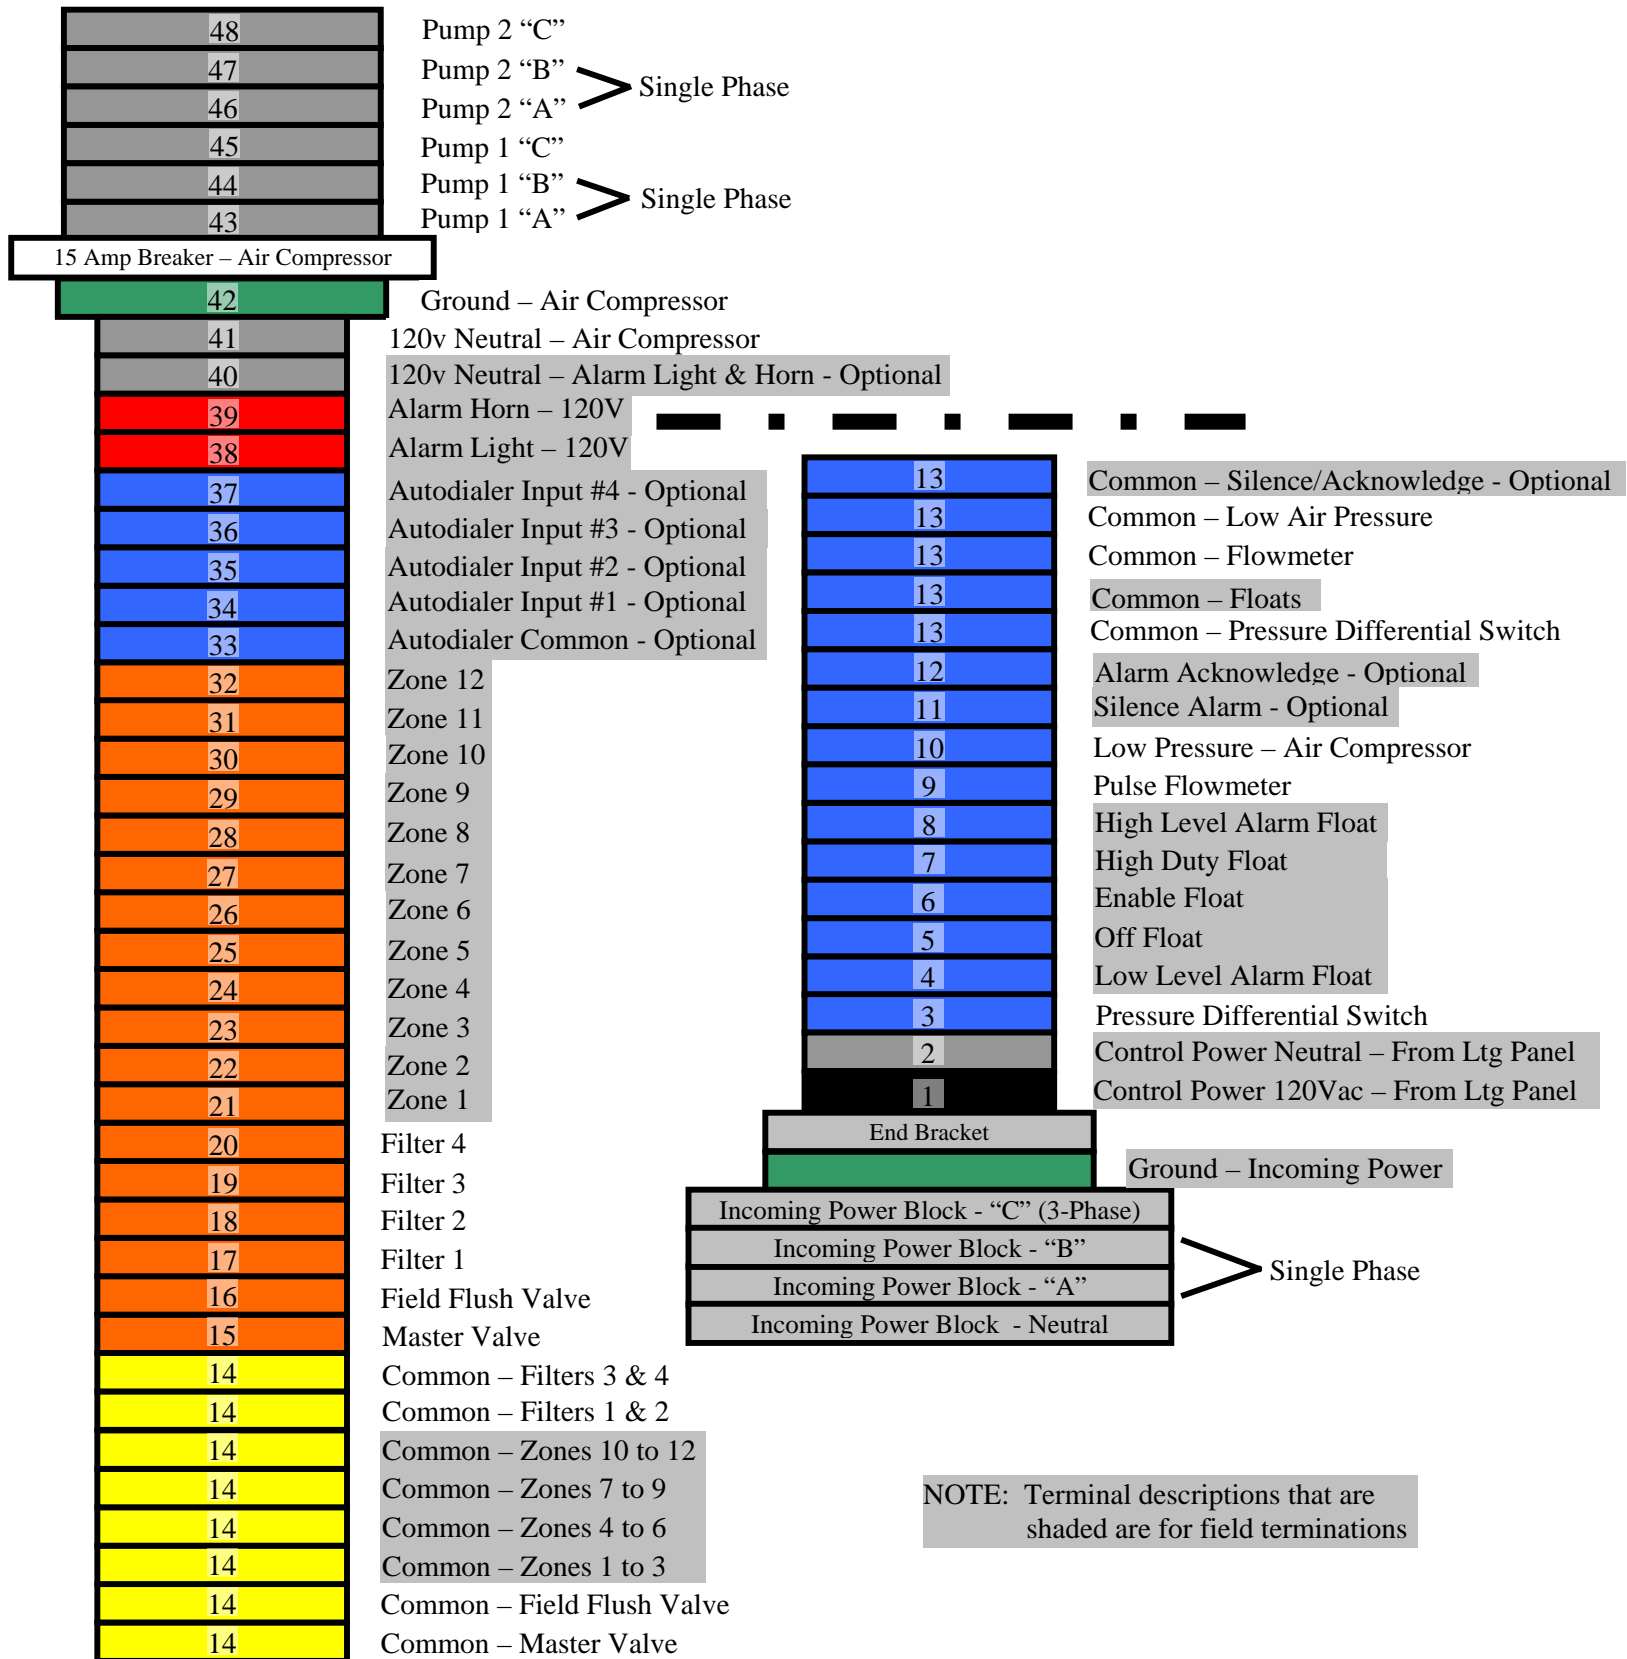 48 Pump 2 “C”
47 Pump 2 “B”
46 Pump 2 “A”
Single Phase
45 Pump 1 “C”
44 Pump 1 “B”
43 Pump 1 “A”
Single Phase
15 Amp Breaker – Air Compressor
42 Ground – Air Compressor
41 120v Neutral – Air Compressor
40 120v Neutral – Alarm Light & Horn - Optional
39 Alarm Horn – 120V
38 Alarm Light – 120V
37 Autodialer Input #4 - Optional
36 Autodialer Input #3 - Optional
35 Autodialer Input #2 - Optional
34 Autodialer Input #1 - Optional
33 Autodialer Common - Optional
32 Zone 12
31 Zone 11
30 Zone 10
29 Zone 9
28 Zone 8
27 Zone 7
26 Zone 6
25 Zone 5
24 Zone 4
23 Zone 3
22 Zone 2
21 Zone 1
20 Filter 4
19 Filter 3
18 Filter 2
17 Filter 1
16 Field Flush Valve
15 Master Valve
14 Common – Filters 3 & 4
14 Common – Filters 1 & 2
14 Common – Zones 10 to 12
14 Common – Zones 7 to 9
14 Common – Zones 4 to 6
14 Common – Zones 1 to 3
14 Common – Field Flush Valve
14 Common – Master Valve
13 Common – Silence/Acknowledge - Optional
13 Common – Low Air Pressure
13 Common – Flowmeter
13 Common – Floats
13 Common – Pressure Differential Switch
12 Alarm Acknowledge - Optional
11 Silence Alarm - Optional
10 Low Pressure – Air Compressor
9 Pulse Flowmeter
8 High Level Alarm Float
7 High Duty Float
6 Enable Float
5 Off Float
4 Low Level Alarm Float
3 Pressure Differential Switch
2 Control Power Neutral – From Ltg Panel
1 Control Power 120Vac – From Ltg Panel
End Bracket
Ground – Incoming Power
Incoming Power Block - “C” (3-Phase)
Incoming Power Block - “B”
Incoming Power Block - “A”
Single Phase
Incoming Power Block - Neutral
NOTE: Terminal descriptions that are
shaded are for field terminations